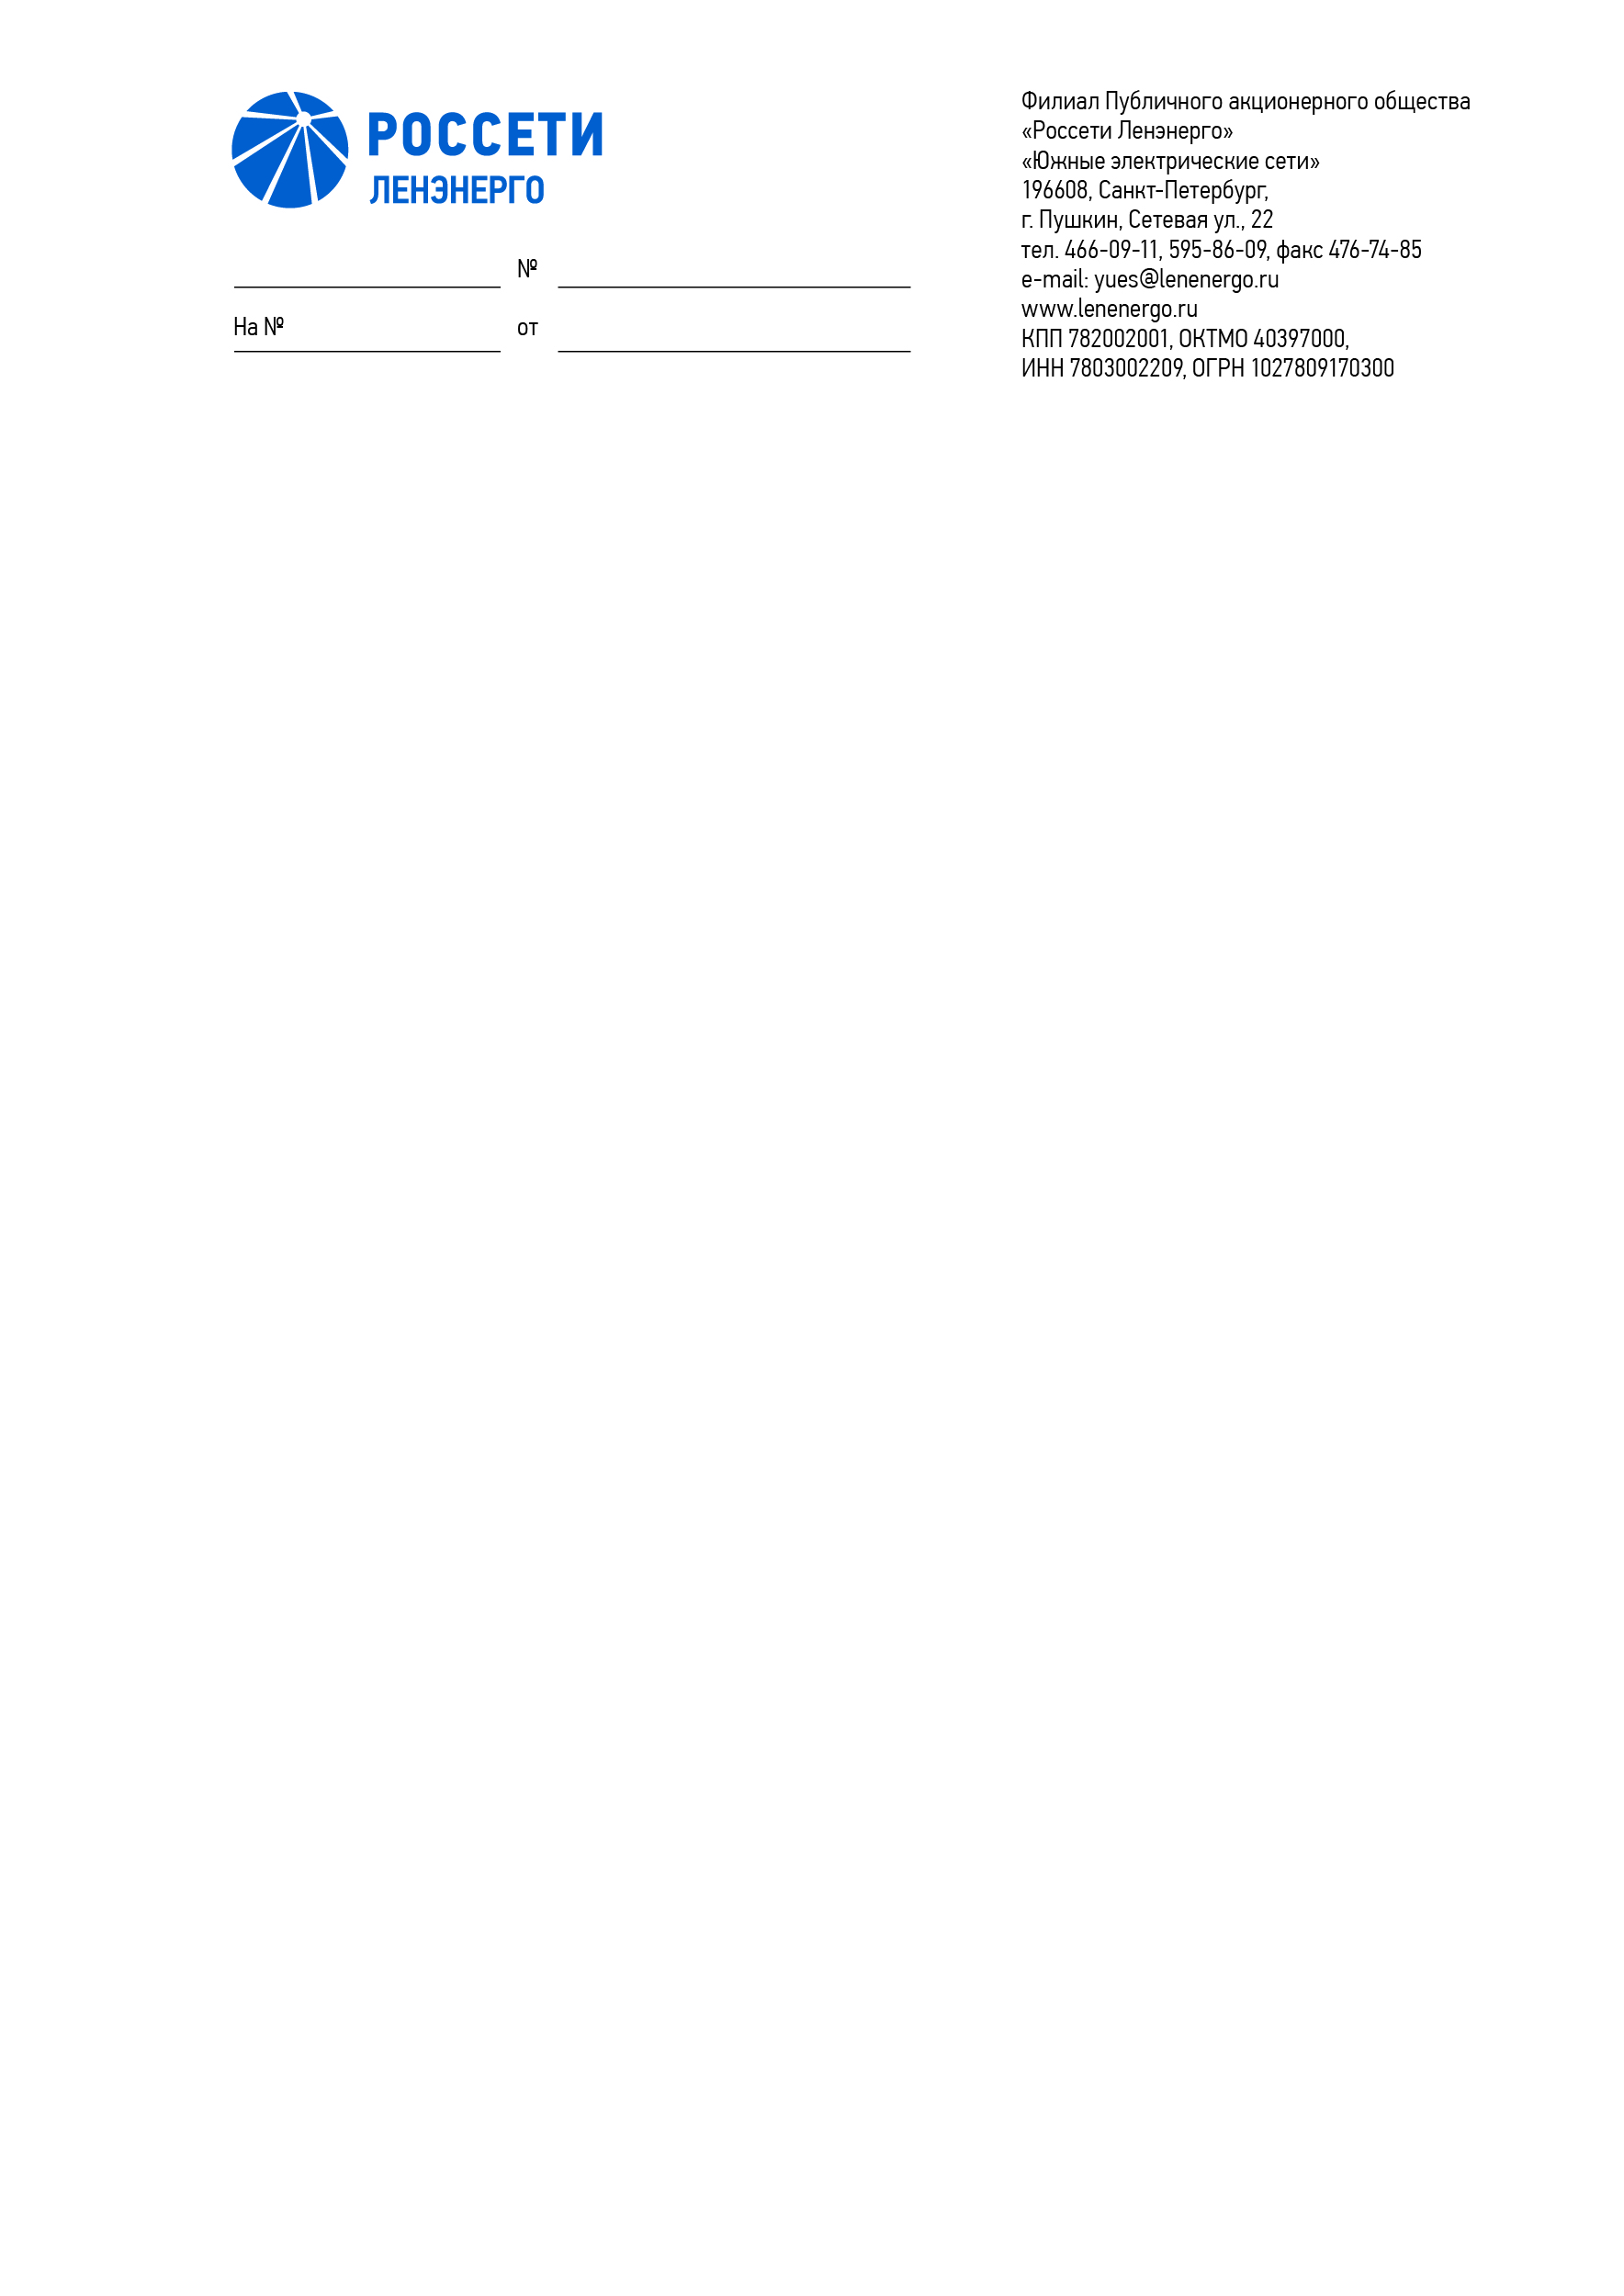 РОССЕТИ
ЛЕНЭНЕРГО
№
На № от
Филиал Публичного акционерного общества
«Россети Ленэнерго»
«Южные электрические сети»
196608, Санкт-Петербург,
г. Пушкин, Сетевая ул., 22
тел. 466-09-11, 595-86-09, факс 476-74-85
e-mail: yues@lenenergo.ru
www.lenenergo.ru
КПП 782002001, ОКТМО 40397000,
ИНН 7803002209, ОГРН 1027809170300